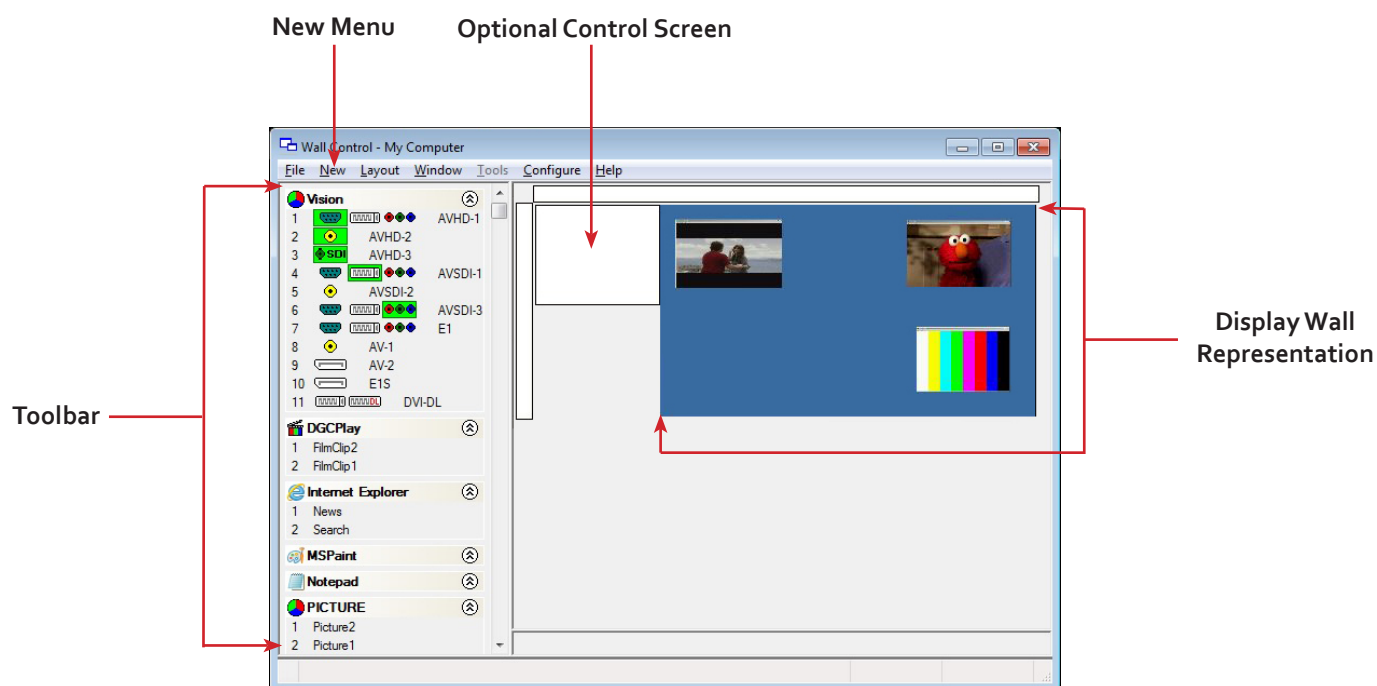 New Menu
Optional Control Screen
Wall Control - My Computer
File New Layout Window Tools Configure Help
Vision
1 AVHD-1
2 AVHD-2
3 SDI AVHD-3
4 AVSDI-1
5 AVSDI-2
6 AVSDI-3
7 E1
8 AV-1
9 AV-2
10 E1S
11 DL DVI-DL
DGCPlay
1 FilmClip2
2 FilmClip1
Internet Explorer
1 News
2 Search
MSPaint
Notepad
PICTURE
1 Picture2
2 Picture1
Toolbar
Display Wall
Representation